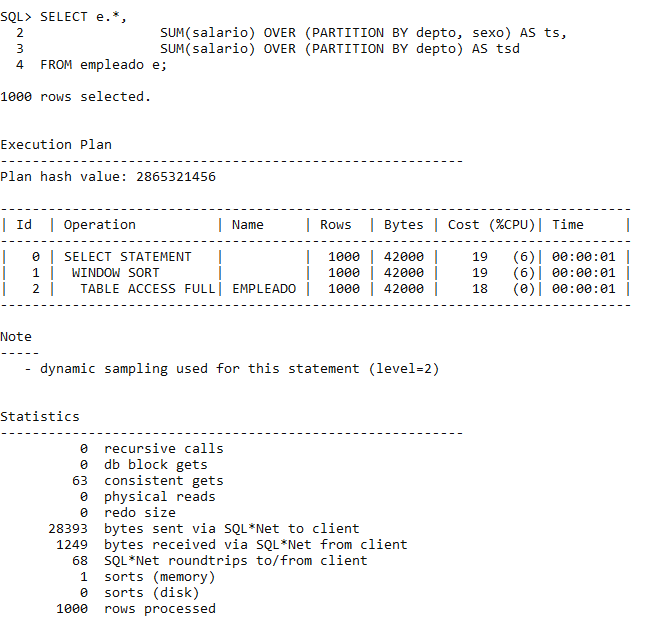 SQL> SELECT e.*,
  2                 SUM(salario) OVER (PARTITION BY depto, sexo) AS ts,
  3                 SUM(salario) OVER (PARTITION BY depto) AS tsd
  4  FROM empleado e;

1000 rows selected.


Execution Plan
----------------------------------------------------------
Plan hash value: 2865321456

-------------------------------------------------------------------------------
| Id  | Operation          | Name     | Rows  | Bytes | Cost (%CPU)| Time     |
-------------------------------------------------------------------------------
|   0 | SELECT STATEMENT   |          |  1000 | 42000 |    19   (6)| 00:00:01 |
|   1 |  WINDOW SORT       |          |  1000 | 42000 |    19   (6)| 00:00:01 |
|   2 |   TABLE ACCESS FULL| EMPLEADO |  1000 | 42000 |    18   (0)| 00:00:01 |
-------------------------------------------------------------------------------

Note
-----
   - dynamic sampling used for this statement (level=2)


Statistics
----------------------------------------------------------
          0  recursive calls
          0  db block gets
         63  consistent gets
          0  physical reads
          0  redo size
      28393  bytes sent via SQL*Net to client
       1249  bytes received via SQL*Net from client
         68  SQL*Net roundtrips to/from client
          1  sorts (memory)
          0  sorts (disk)
       1000  rows processed